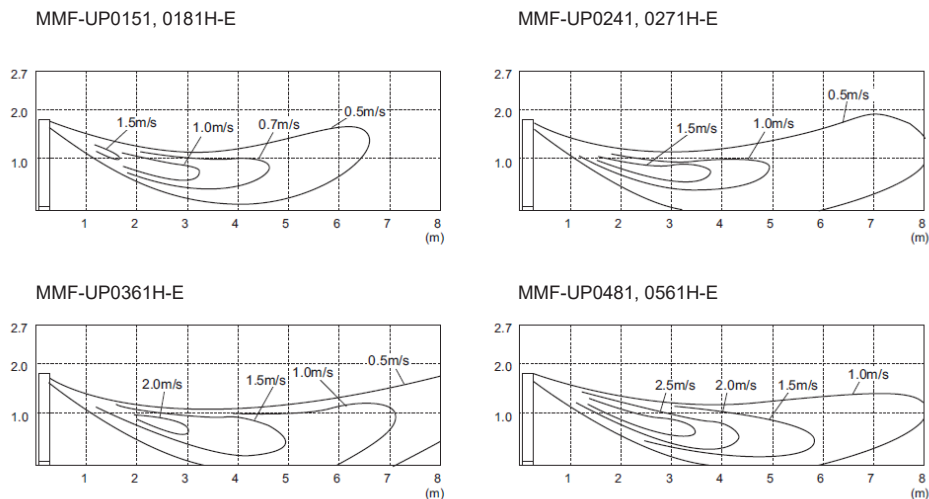 MMF-UP0151, 0181H-E
2.7
2.0
1.0
1.5m/s
1.0m/s
0.7m/s
0.5m/s
1 2 3 4 5 6 7 8
(m)
MMF-UP0241, 0271H-E
2.7
2.0
1.0
1.5m/s
1.0m/s
0.5m/s
1 2 3 4 5 6 7 8
(m)
MMF-UP0361H-E
2.7
2.0
1.0
2.0m/s
1.5m/s
1.0m/s
0.5m/s
1 2 3 4 5 6 7 8
(m)
MMF-UP0481, 0561H-E
2.7
2.0
1.0
2.5m/s
2.0m/s
1.5m/s
1.0m/s
1 2 3 4 5 6 7 8
(m)